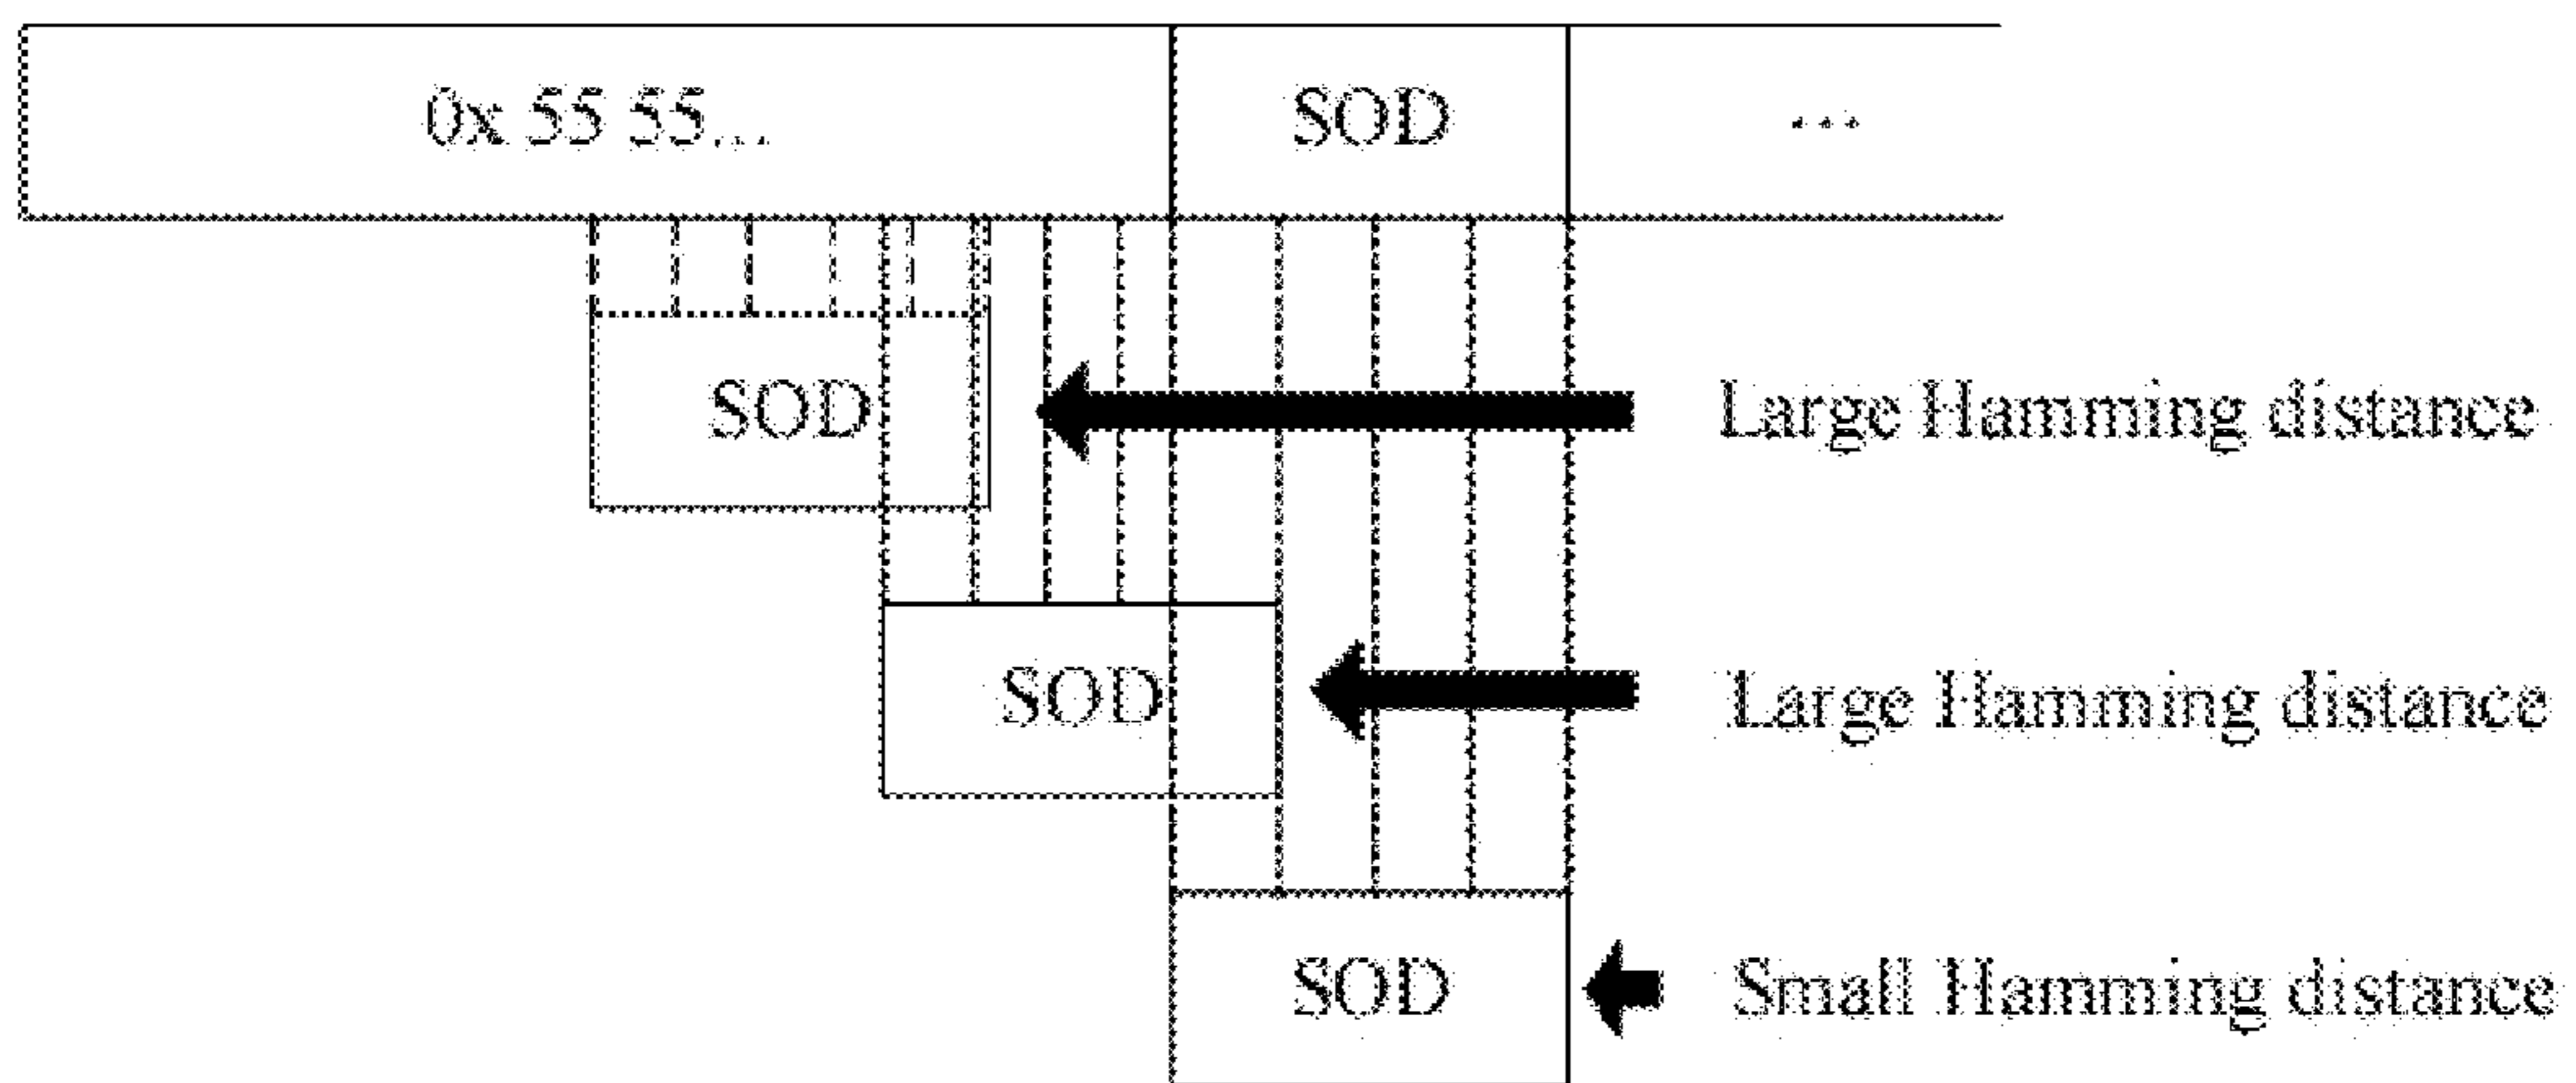 0x 55 55...
SOD
...
SOD
Large Hamming distance
SOD
Large Hamming distance
SOD
Small Hamming distance